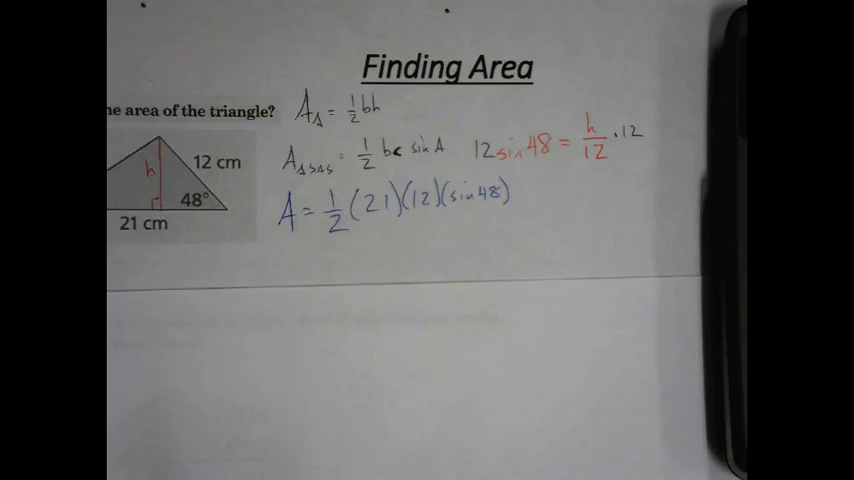 Finding Area
he area of the triangle?
A△ = 1/2 bh
A△SAS = 1/2 bc sin A
12 sin 48 = h/12 · 12
h
12 cm
48°
21 cm
A = 1/2 (21)(12)(sin 48)